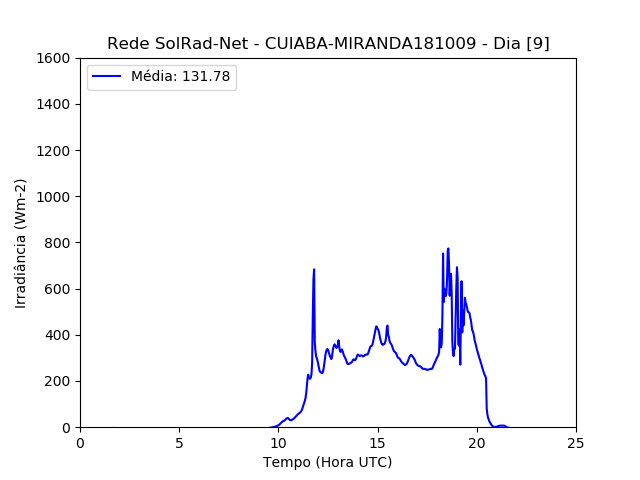 Rede SolRad-Net - CUIABA-MIRANDA181009 - Dia [9]
Média: 131.78
1600
1400
1200
1000
800
600
400
200
0
Irradiância (Wm-2)
0 5 10 15 20 25
Tempo (Hora UTC)